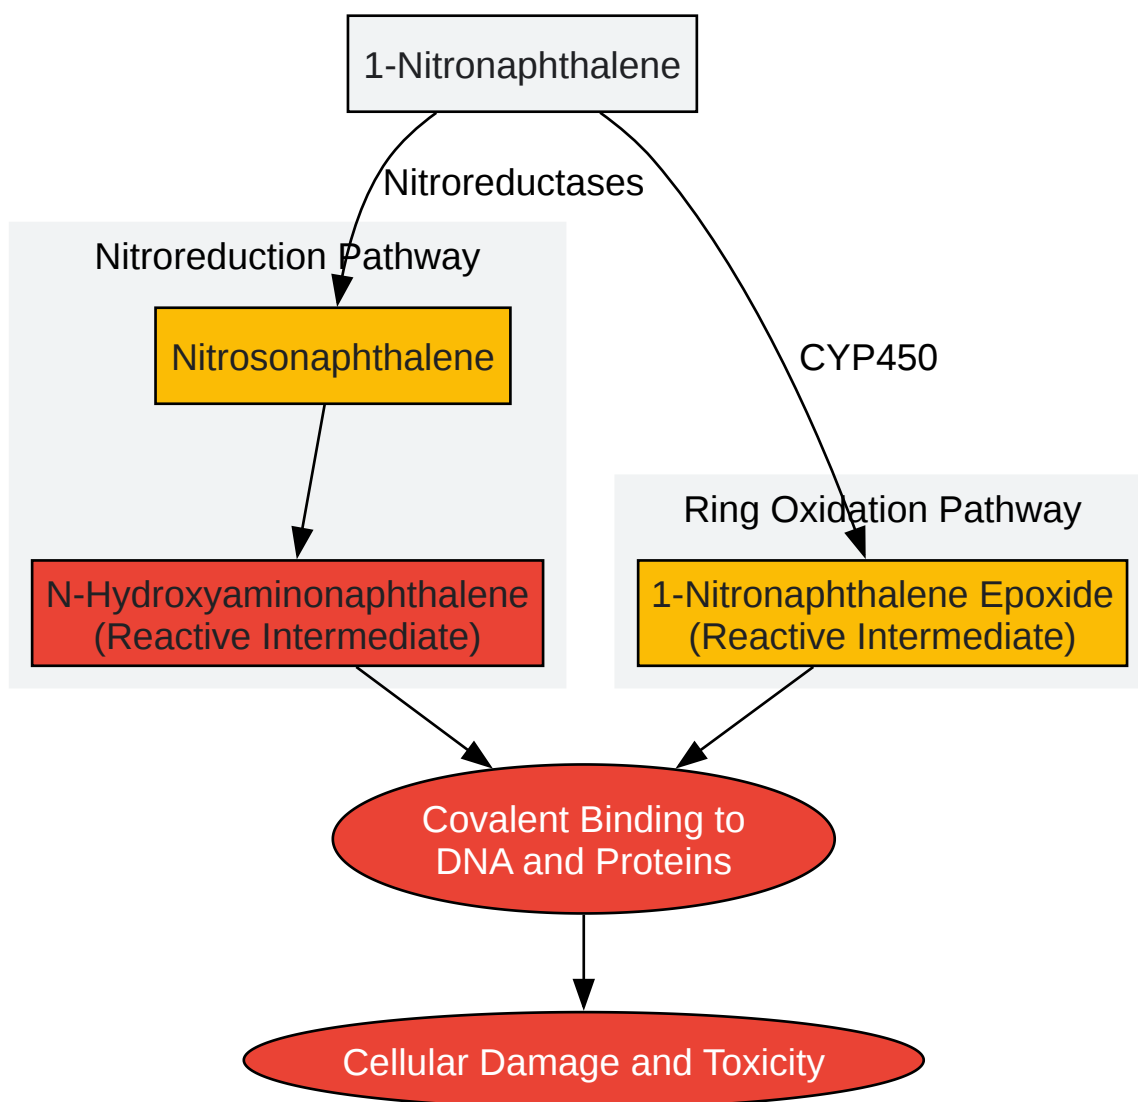 1-Nitronaphthalene
Nitroreductases
Nitroreduction Pathway
Nitrosonaphthalene
CYP450
Ring Oxidation Pathway
N-Hydroxyaminonaphthalene
(Reactive Intermediate)
1-Nitronaphthalene Epoxide
(Reactive Intermediate)
Covalent Binding to
DNA and Proteins
Cellular Damage and Toxicity